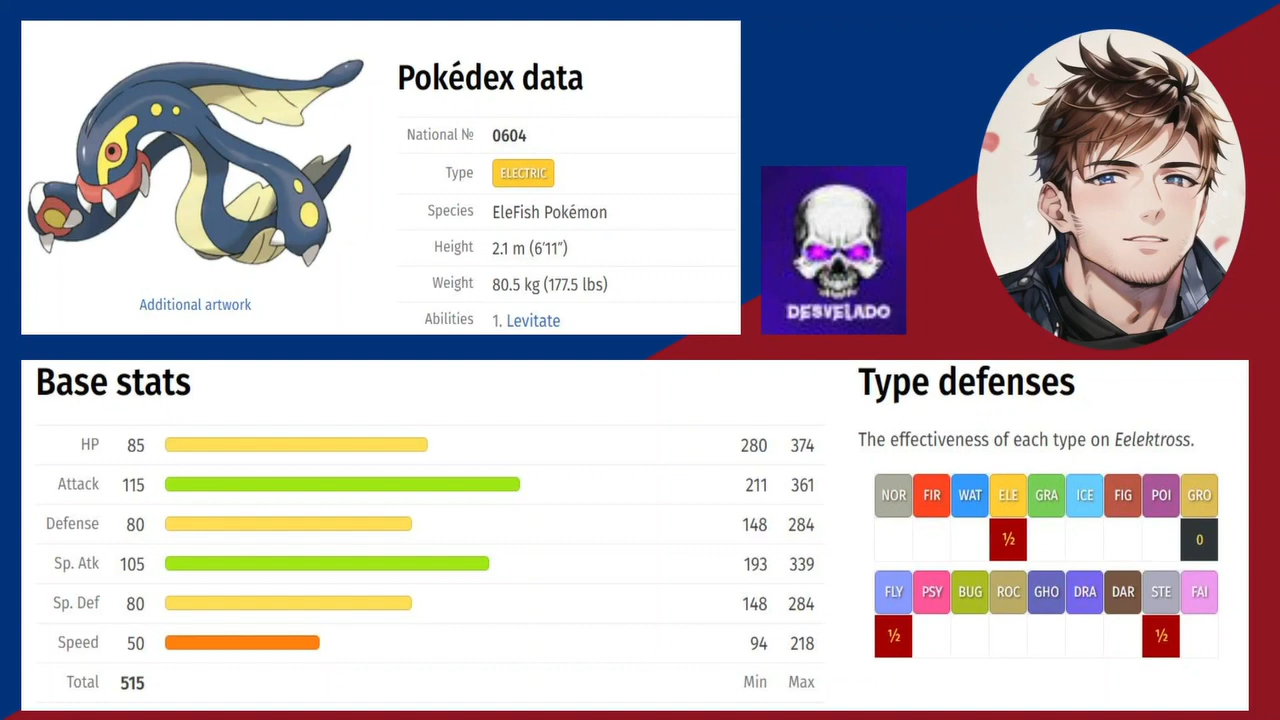 Pokédex data
National № 0604
Type ELECTRIC
Species EleFish Pokémon
Height 2.1 m (6′11″)
Weight 80.5 kg (177.5 lbs)
Abilities 1. Levitate
Additional artwork
DESVELADO
Base stats
HP 85 280 374
Attack 115 211 361
Defense 80 148 284
Sp. Atk 105 193 339
Sp. Def 80 148 284
Speed 50 94 218
Total 515 Min Max
Type defenses
The effectiveness of each type on Eelektross.
NOR FIR WAT ELE GRA ICE FIG POI GRO
½ 0
FLY PSY BUG ROC GHO DRA DAR STE FAI
½ ½